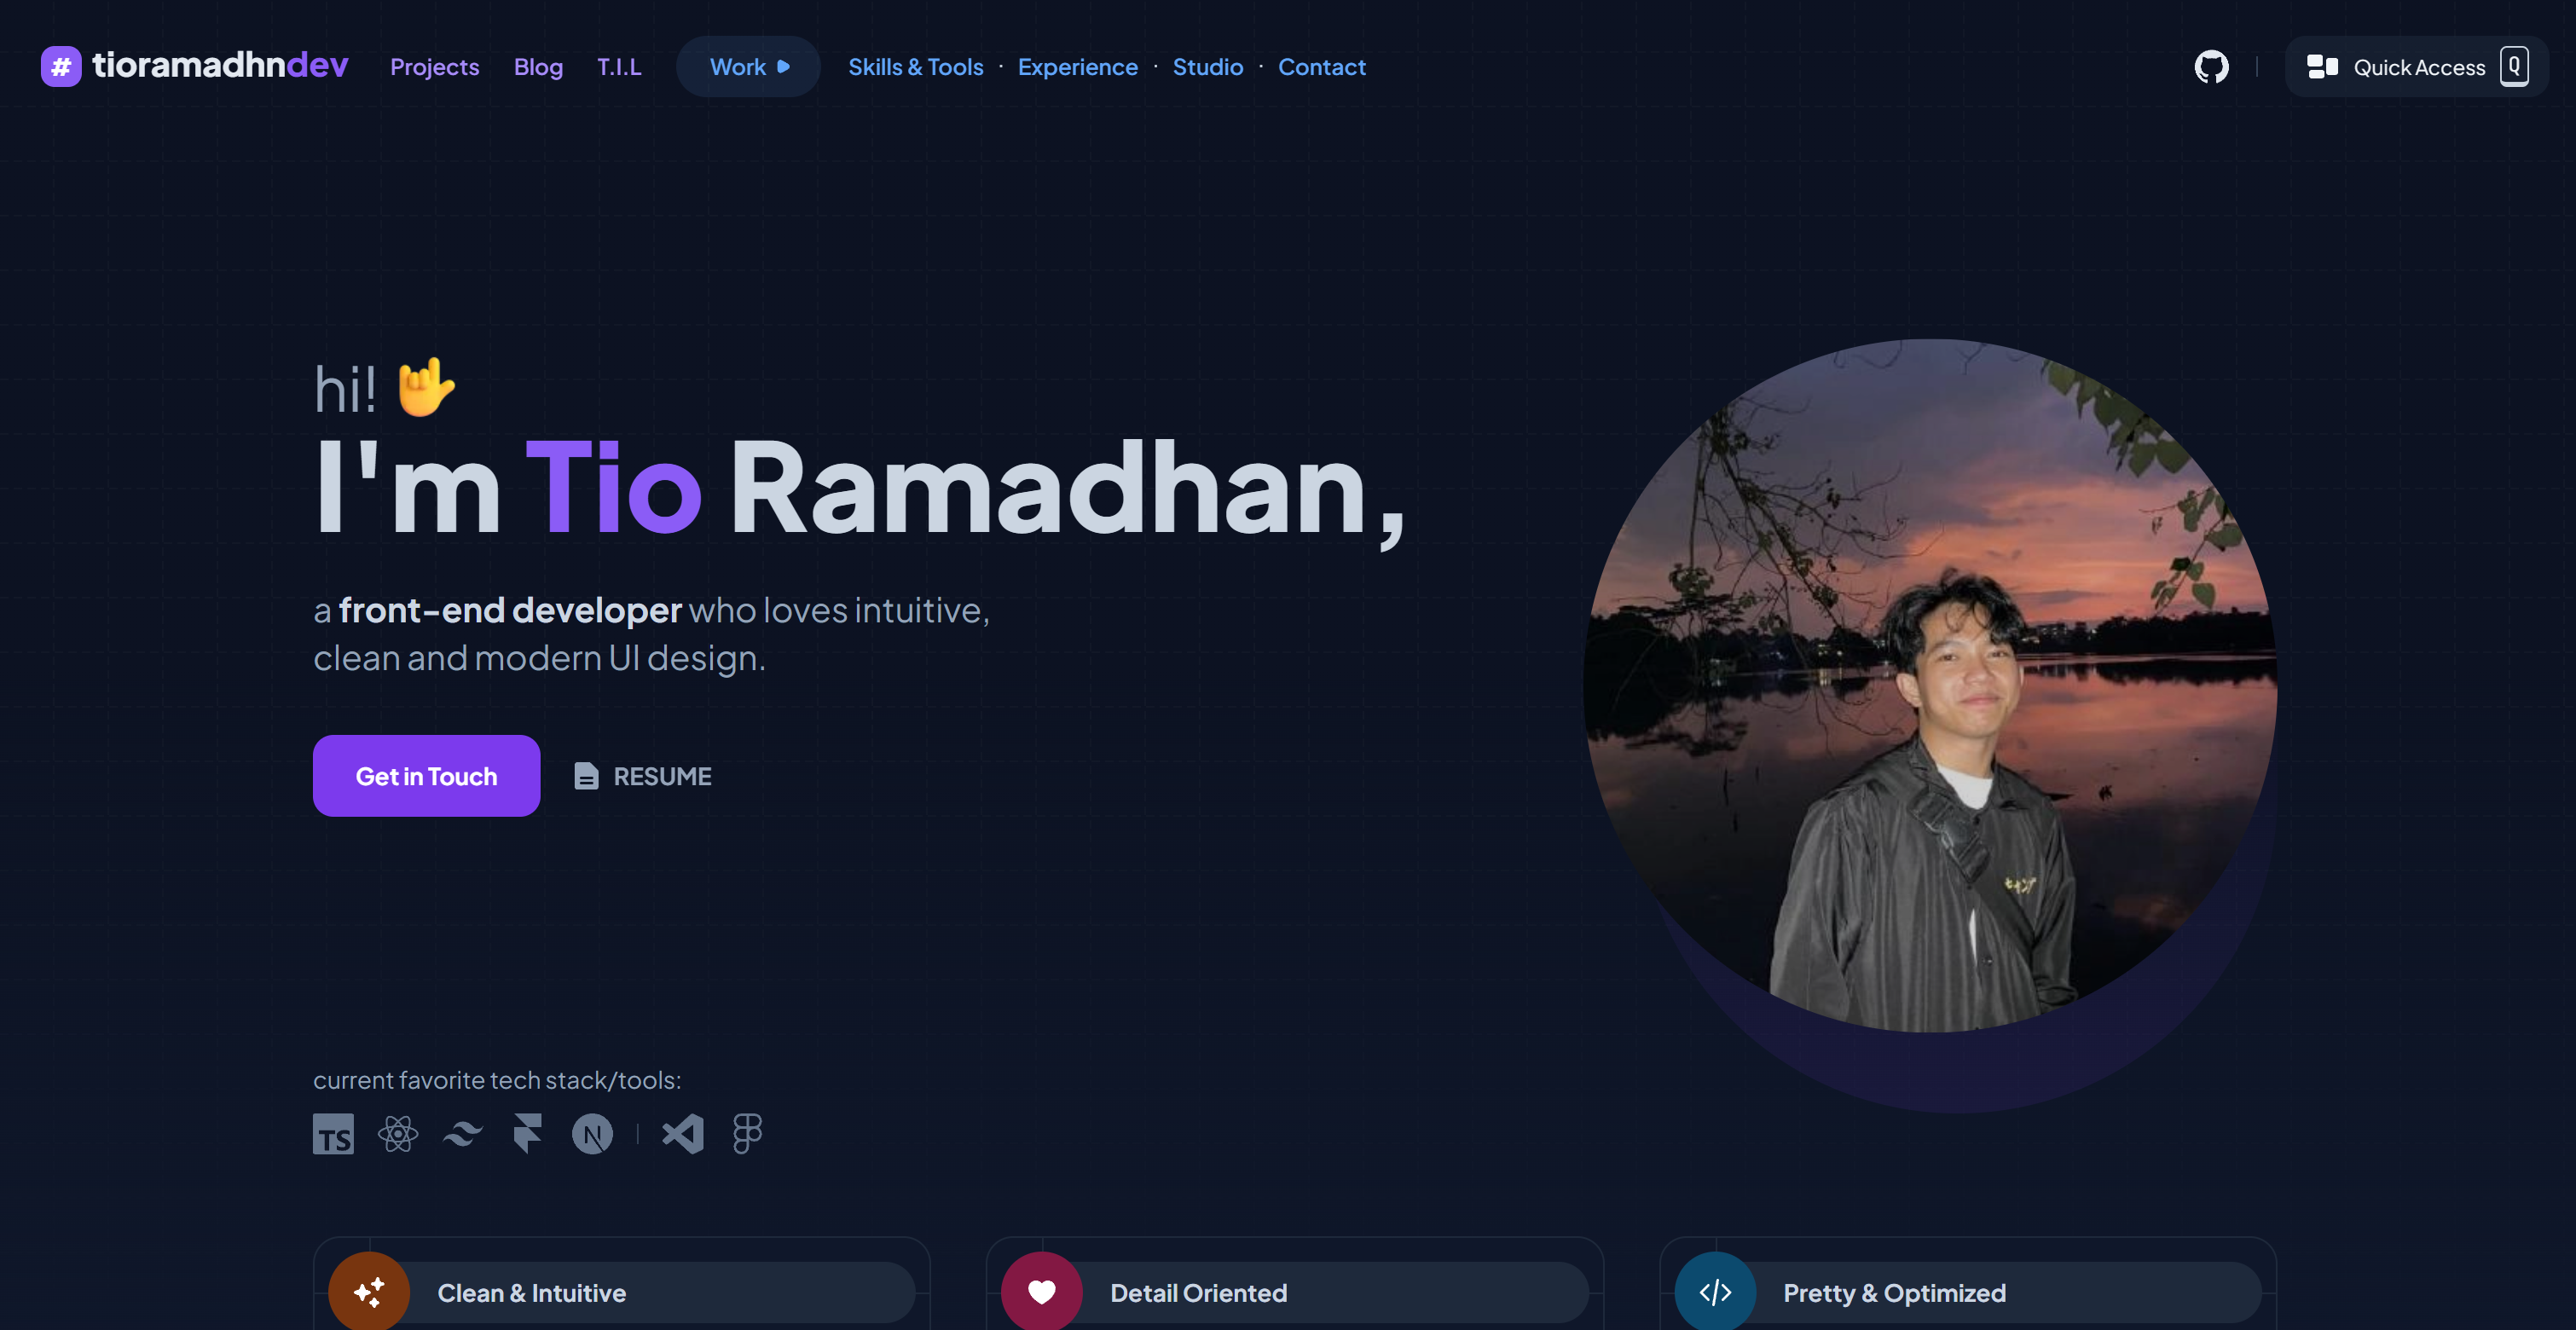 # tioramadhndev
Projects Blog T.I.L Work Skills & Tools · Experience · Studio · Contact
Quick Access Q
hi! 🤙
I'm Tio Ramadhan,
a front-end developer who loves intuitive,
clean and modern UI design.
Get in Touch
RESUME
current favorite tech stack/tools:
TS N
Clean & Intuitive
Detail Oriented
Pretty & Optimized